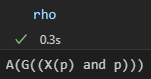 rho
✓ 0.3s
A(G((X(p) and p)))